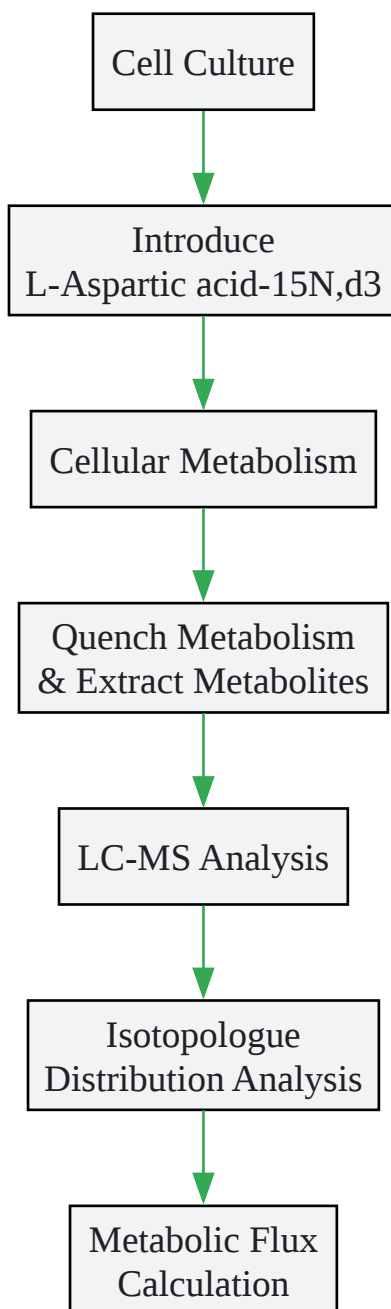 Cell Culture
Introduce
L-Aspartic acid-15N,d3
Cellular Metabolism
Quench Metabolism
& Extract Metabolites
LC-MS Analysis
Isotopologue
Distribution Analysis
Metabolic Flux
Calculation